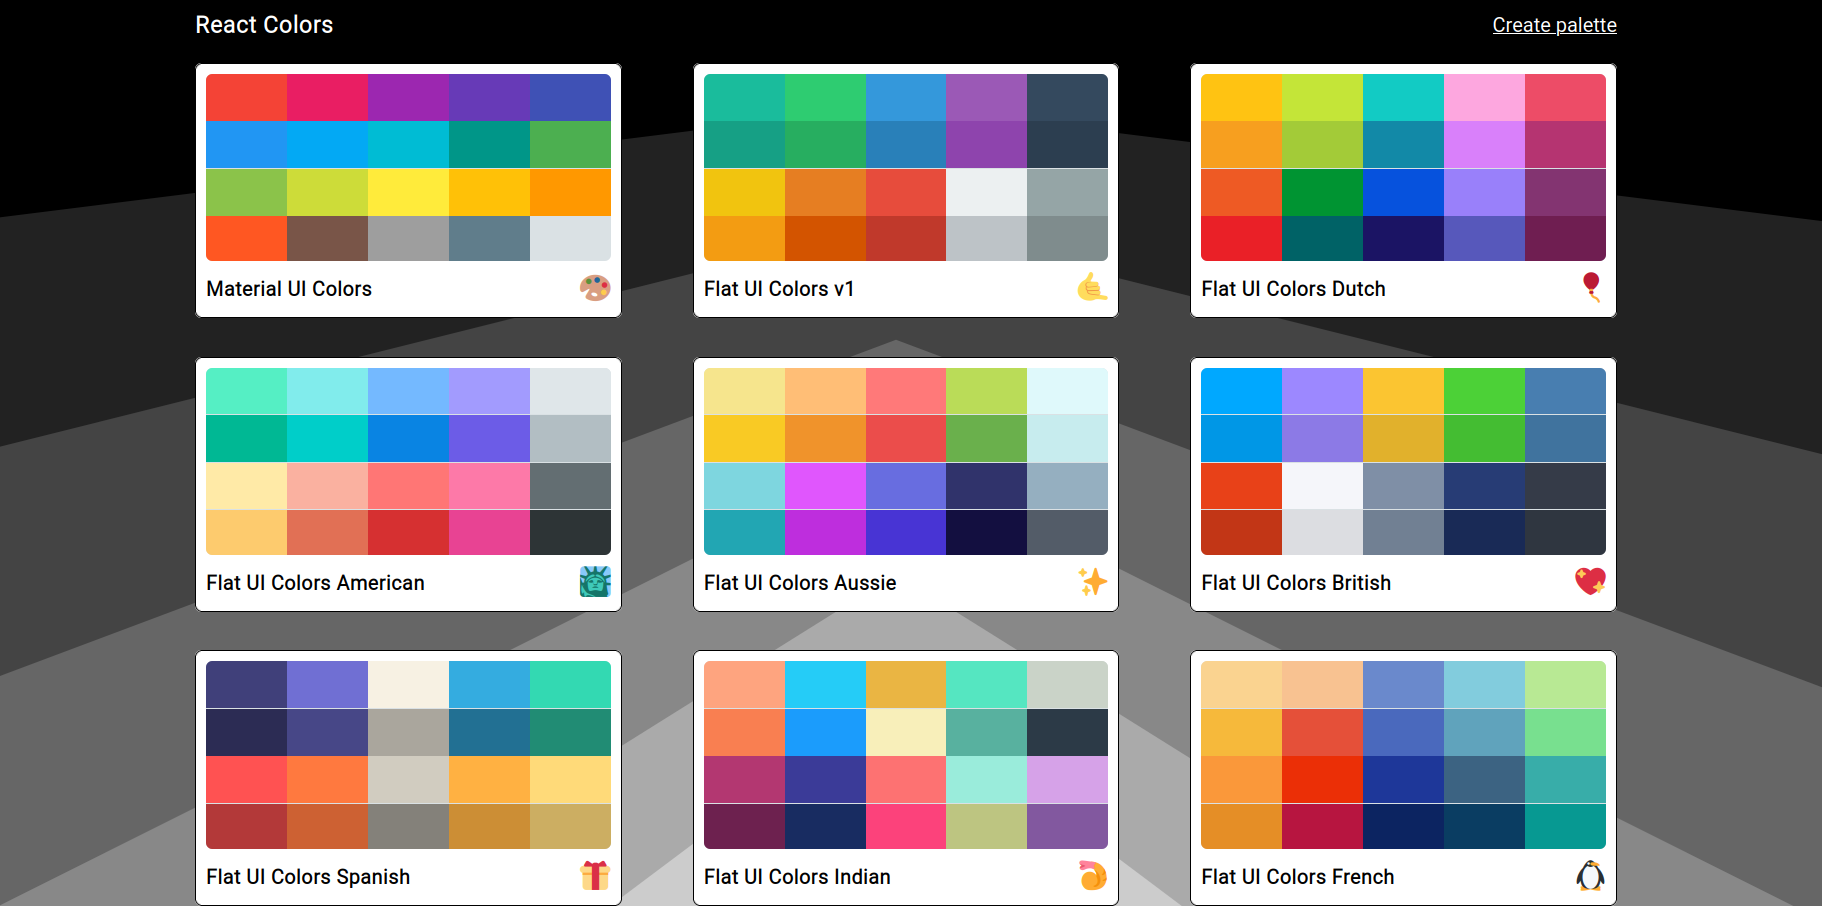 React Colors
Create palette
Material UI Colors
Flat UI Colors v1
Flat UI Colors Dutch
Flat UI Colors American
Flat UI Colors Aussie
Flat UI Colors British
Flat UI Colors Spanish
Flat UI Colors Indian
Flat UI Colors French